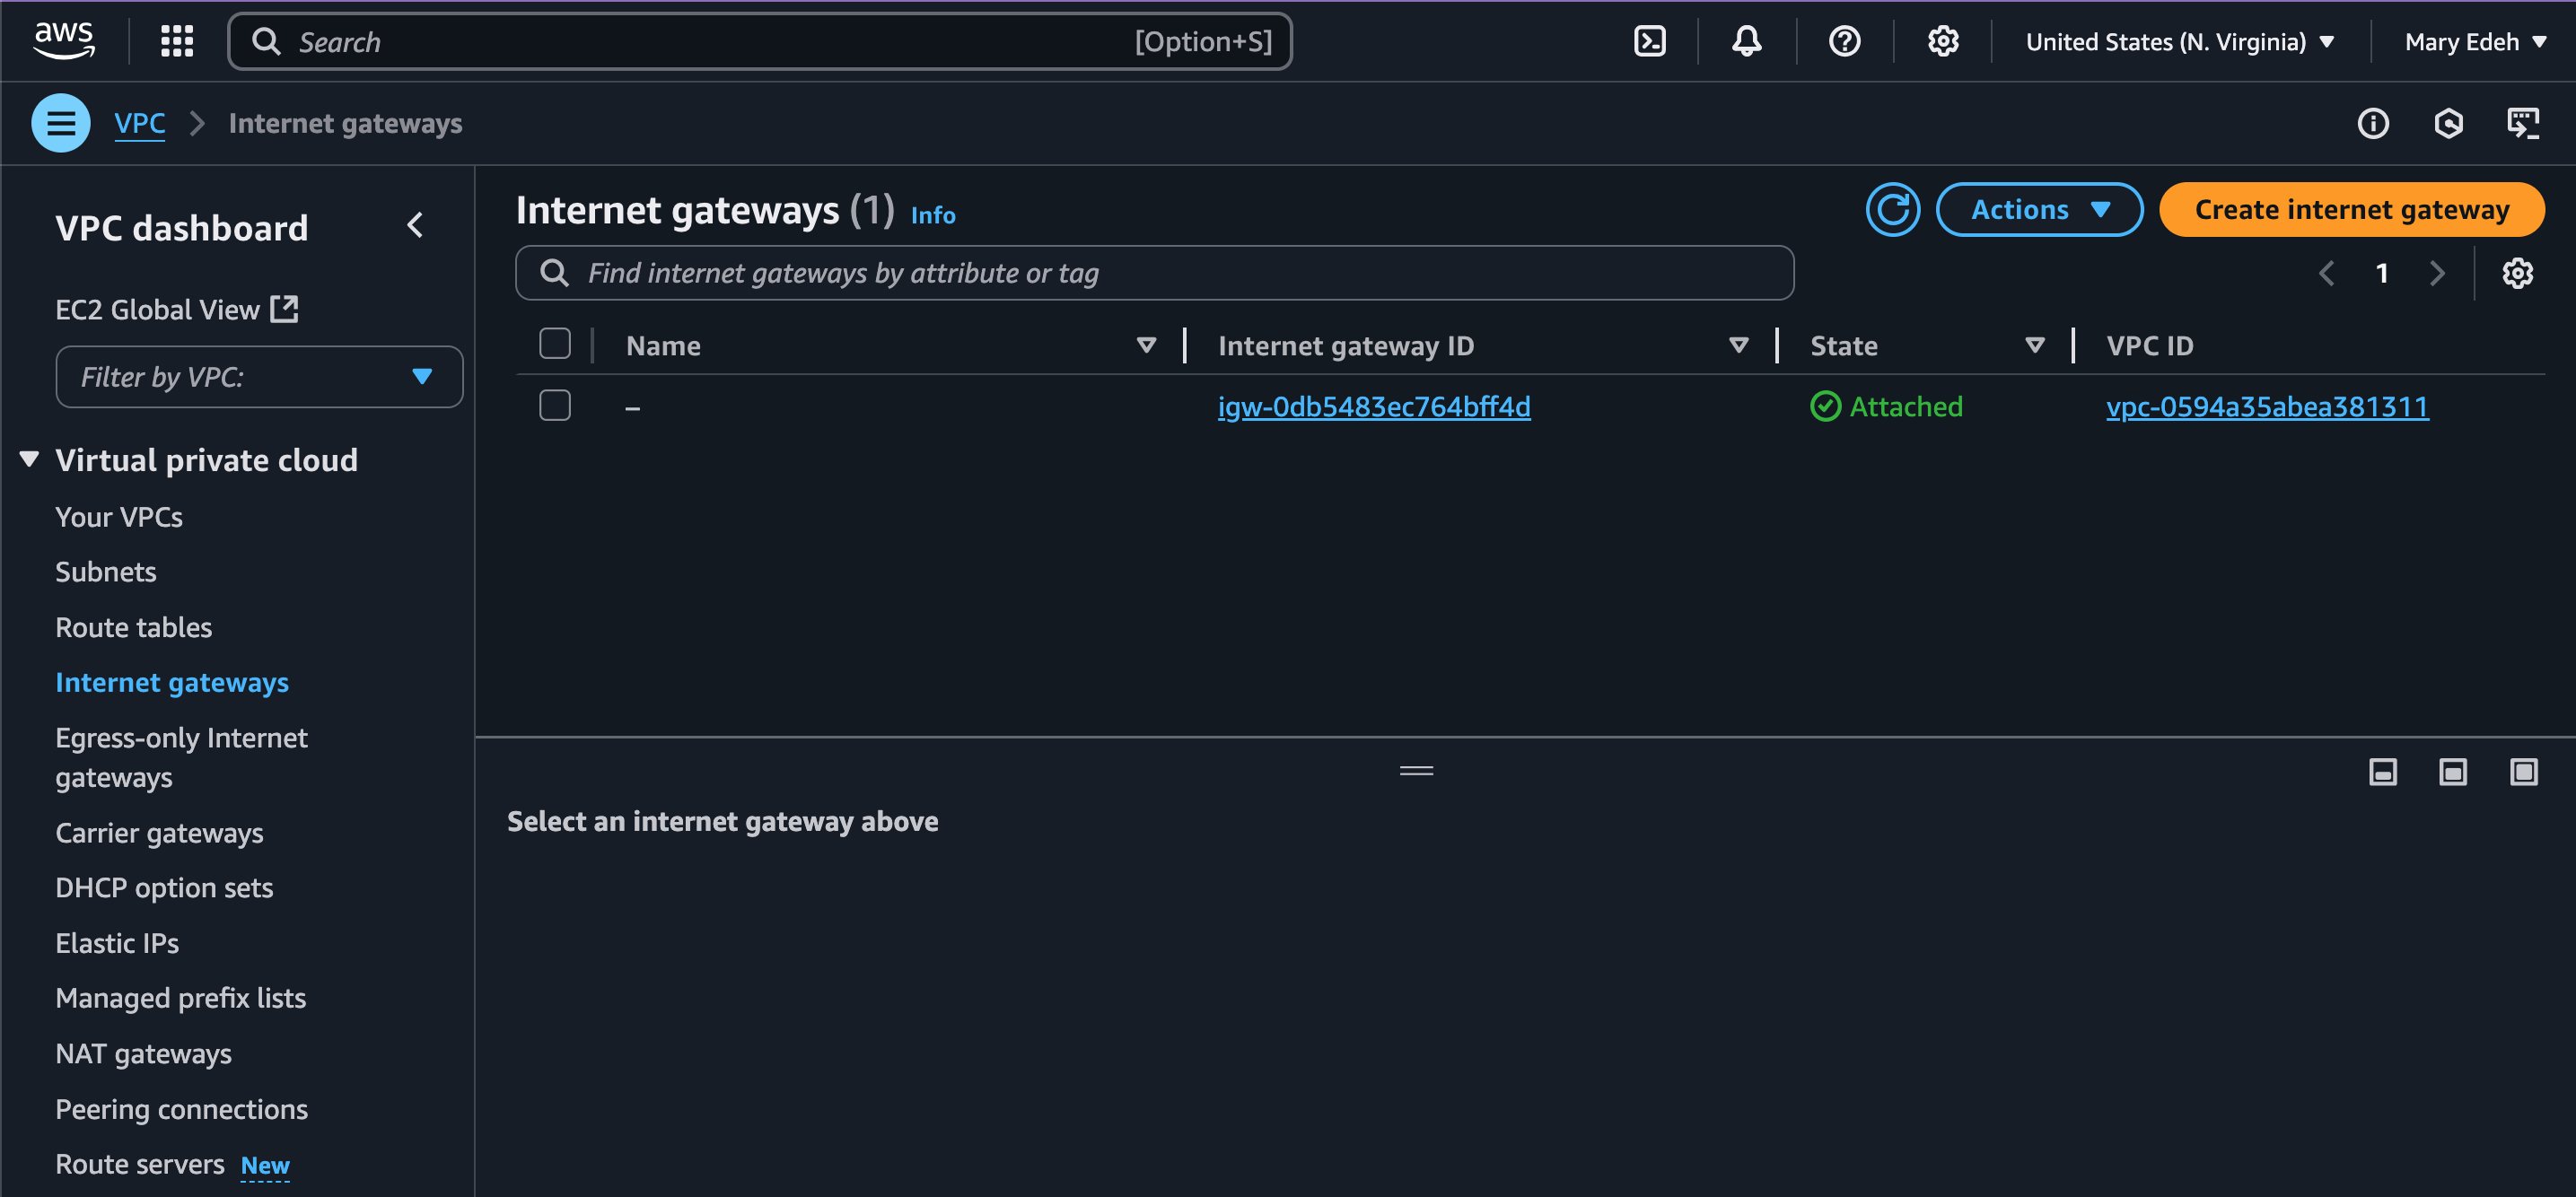 aws
Search [Option+S]
United States (N. Virginia)
Mary Edeh
VPC
Internet gateways
VPC dashboard
EC2 Global View
Filter by VPC:
Virtual private cloud
Your VPCs
Subnets
Route tables
Internet gateways
Egress-only Internet
gateways
Carrier gateways
DHCP option sets
Elastic IPs
Managed prefix lists
NAT gateways
Peering connections
Route servers New
Internet gateways (1) Info
Actions
Create internet gateway
Find internet gateways by attribute or tag
1
Name Internet gateway ID State VPC ID
– igw-0db5483ec764bff4d Attached vpc-0594a35abea381311
Select an internet gateway above